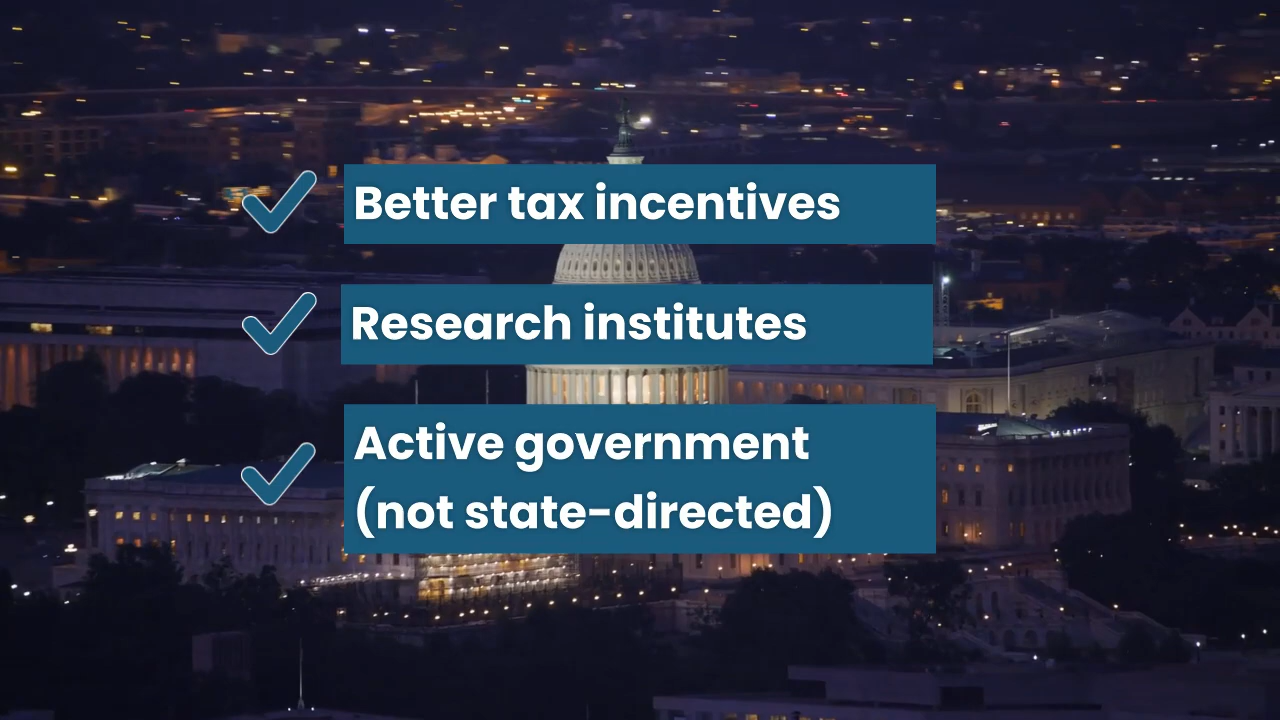 Better tax incentives
Research institutes
Active government
(not state-directed)